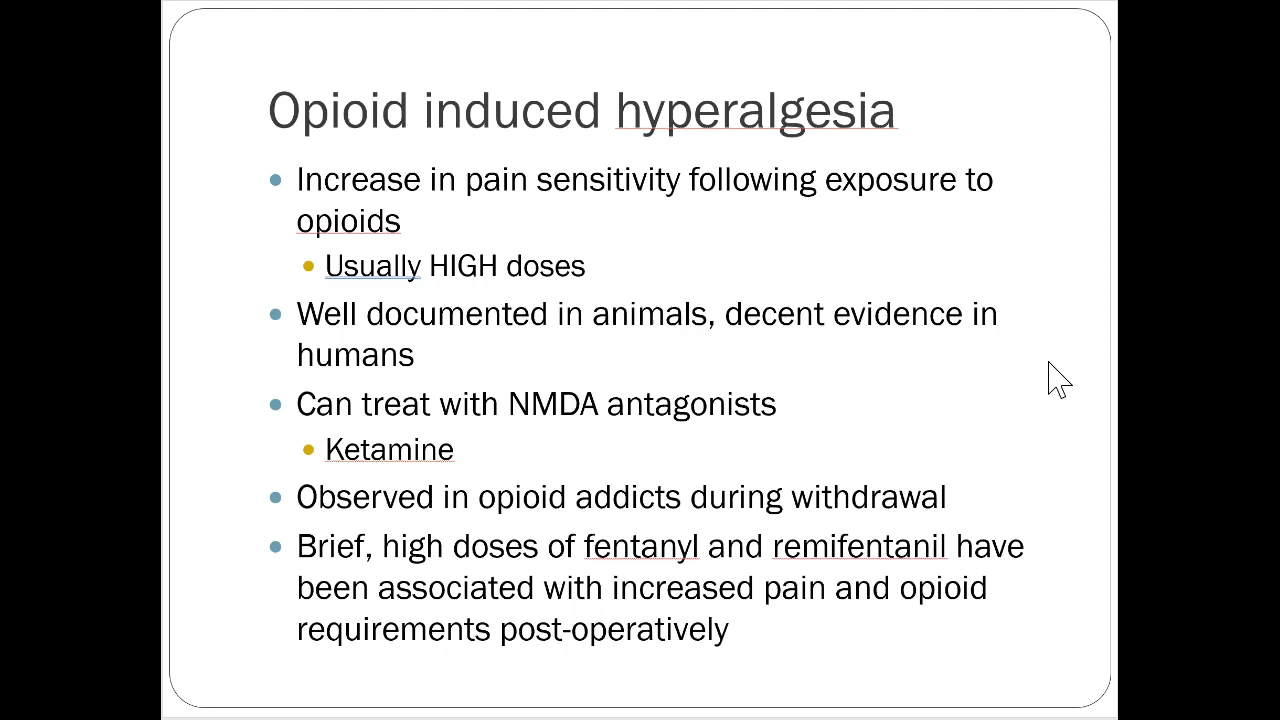 Opioid induced hyperalgesia
Increase in pain sensitivity following exposure to
opioids
Usually HIGH doses
Well documented in animals, decent evidence in
humans
Can treat with NMDA antagonists
Ketamine
Observed in opioid addicts during withdrawal
Brief, high doses of fentanyl and remifentanil have
been associated with increased pain and opioid
requirements post-operatively